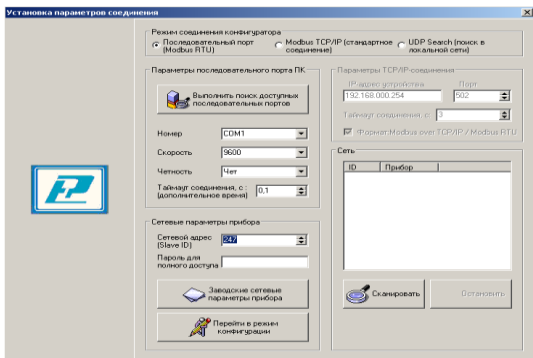 Установка параметров соединения
Режим соединения конфигуратора
Последовательный порт
(Modbus RTU)
Modbus TCP/IP (стандартное
соединение)
UDP Search (поиск в
локальной сети)
Параметры последовательного порта ПК
Выполнить поиск доступных
последовательных портов
Номер
COM1
Скорость
9600
Четность
Чет
Таймаут соединения, с :
(дополнительное время)
0,1
Сетевые параметры прибора
Сетевой адрес
(Slave ID)
247
Пароль для
полного доступа
Заводские сетевые
параметры прибора
Перейти в режим
конфигурации
Параметры TCP/IP-соединения
IP-адрес устройства
Порт
192.168.000.254
502
Таймаут соединения, с:
3
Формат:Modbus over TCP/IP / Modbus RTU
Сеть
ID
Прибор
Сканировать
Остановить